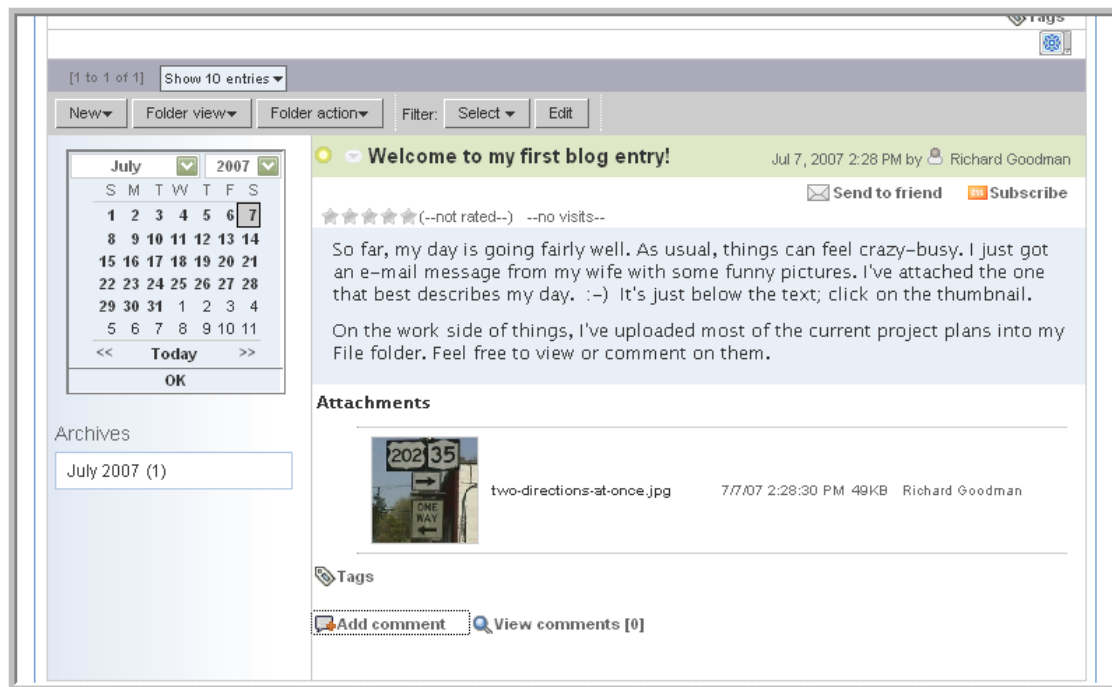 Tags
[1 to 1 of 1] Show 10 entries
New Folder view Folder action Filter: Select Edit
July 2007
S M T W T F S
1 2 3 4 5 6 7
8 9 10 11 12 13 14
15 16 17 18 19 20 21
22 23 24 25 26 27 28
29 30 31 1 2 3 4
5 6 7 8 9 10 11
<< Today >>
OK
Archives
July 2007 (1)
Welcome to my first blog entry! Jul 7, 2007 2:28 PM by Richard Goodman
Send to friend Subscribe
(--not rated--) --no visits--
So far, my day is going fairly well. As usual, things can feel crazy-busy. I just got
an e-mail message from my wife with some funny pictures. I've attached the one
that best describes my day. :-) It's just below the text; click on the thumbnail.
On the work side of things, I've uploaded most of the current project plans into my
File folder. Feel free to view or comment on them.
Attachments
202 35
ONE
WAY
two-directions-at-once.jpg 7/7/07 2:28:30 PM 49KB Richard Goodman
Tags
Add comment View comments [0]